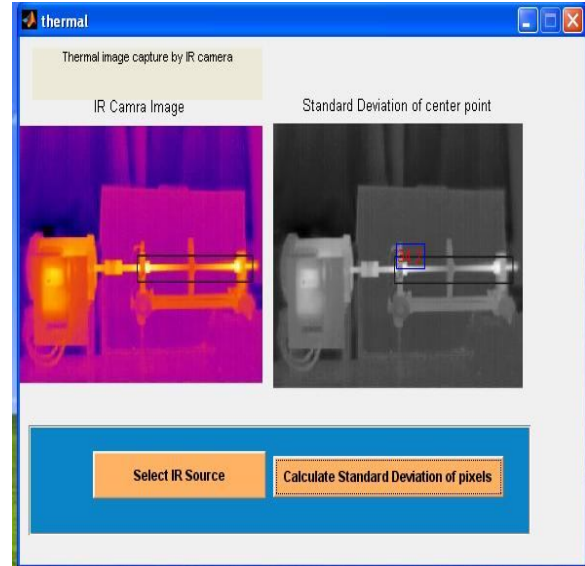 thermal
Thermal image capture by IR camera
IR Camra Image
Standard Deviation of center point
Select IR Source
Calculate Standard Deviation of pixels